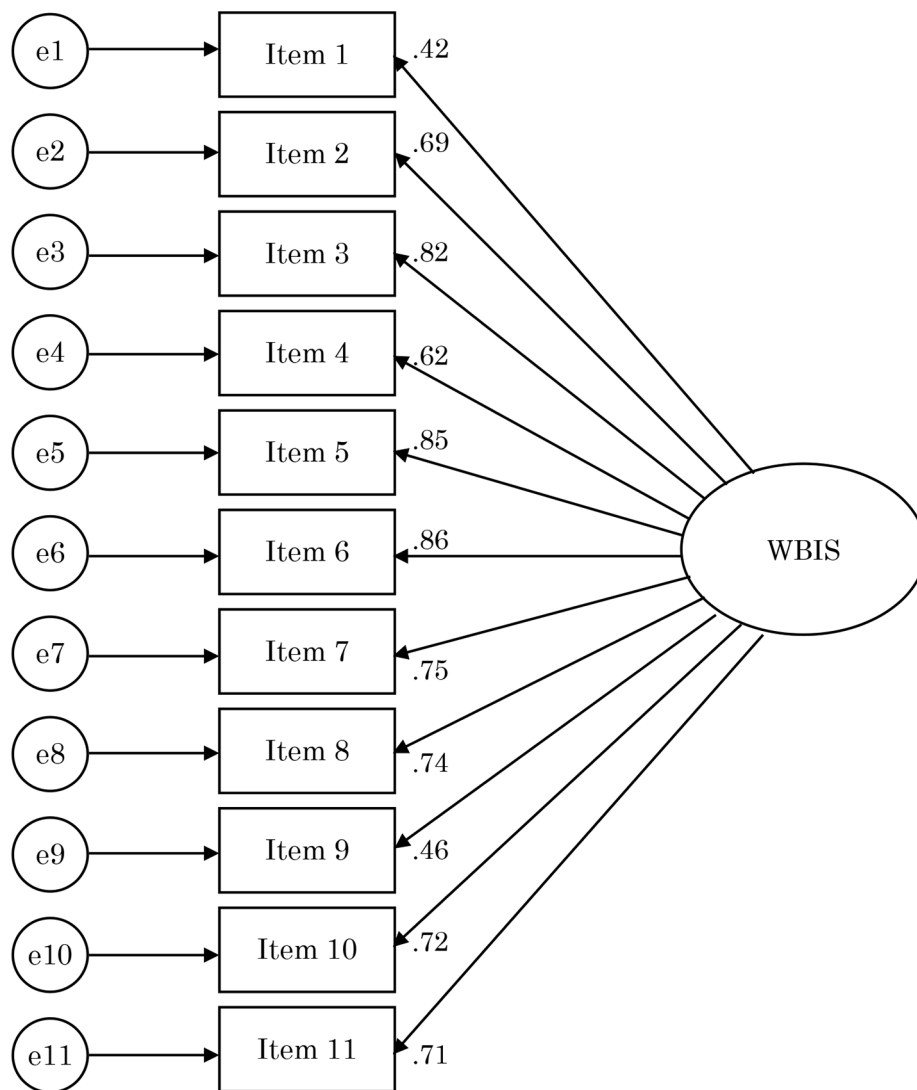 e1 Item 1 .42
e2 Item 2 .69
e3 Item 3 .82
e4 Item 4 .62
e5 Item 5 .85
e6 Item 6 .86
WBIS
e7 Item 7 .75
e8 Item 8 .74
e9 Item 9 .46
e10 Item 10 .72
e11 Item 11 .71